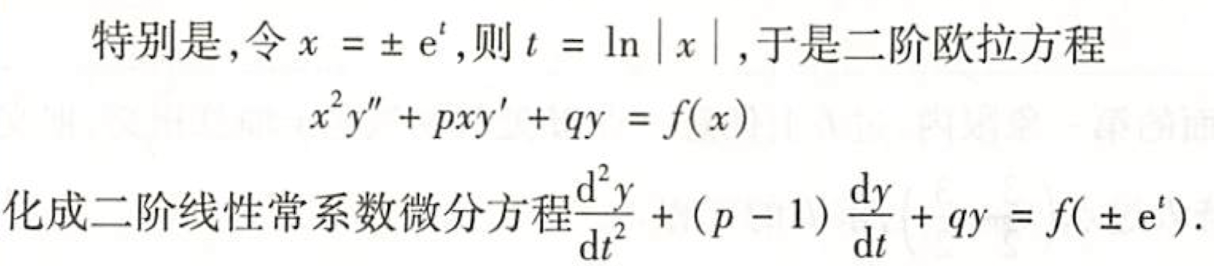 特别是,令 x = ± e^t,则 t = ln|x|,于是二阶欧拉方程
x²y″ + pxy′ + qy = f(x)
化成二阶线性常系数微分方程 d²y/dt² + (p − 1) dy/dt + qy = f(± e^t).